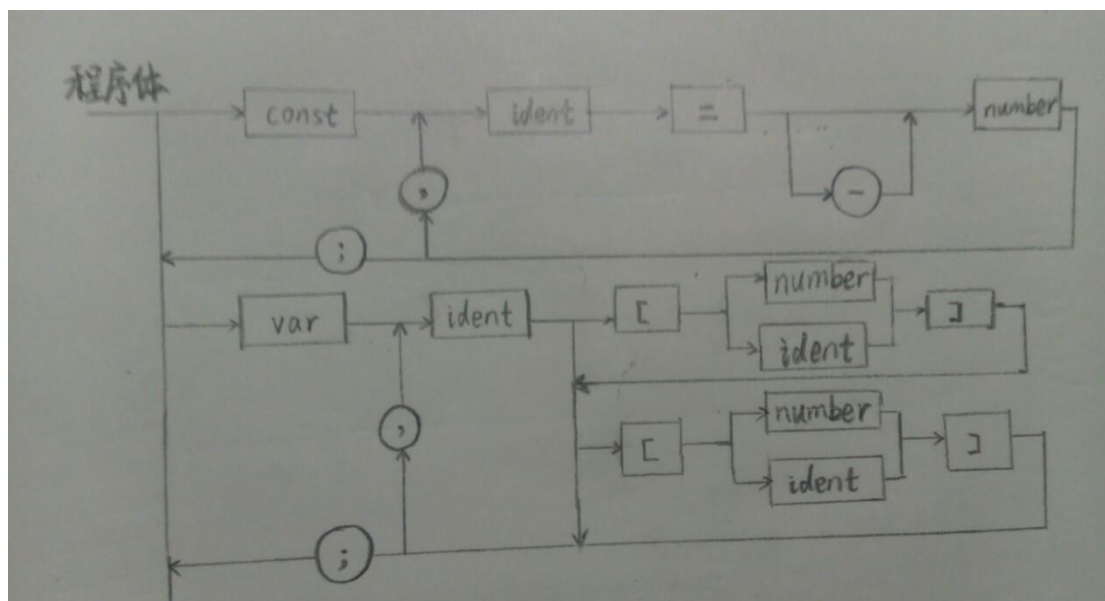 程序体
const ident = number
,
-
;
var ident [ number ]
ident
,
[ number ]
ident
;